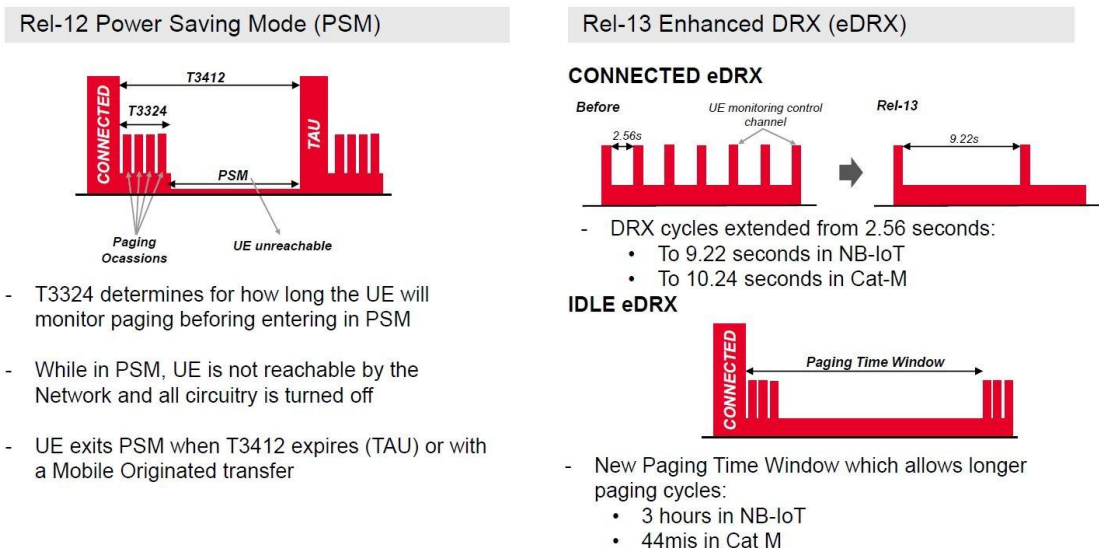 Rel-12 Power Saving Mode (PSM)
T3412
T3324
CONNECTED
TAU
PSM
Paging
Ocassions
UE unreachable
- T3324 determines for how long the UE will
monitor paging beforing entering in PSM
- While in PSM, UE is not reachable by the
Network and all circuitry is turned off
- UE exits PSM when T3412 expires (TAU) or with
a Mobile Originated transfer
Rel-13 Enhanced DRX (eDRX)
CONNECTED eDRX
Before
UE monitoring control
channel
2.56s
Rel-13
9.22s
- DRX cycles extended from 2.56 seconds:
• To 9.22 seconds in NB-IoT
• To 10.24 seconds in Cat-M
IDLE eDRX
CONNECTED
Paging Time Window
- New Paging Time Window which allows longer
paging cycles:
• 3 hours in NB-IoT
• 44mis in Cat M